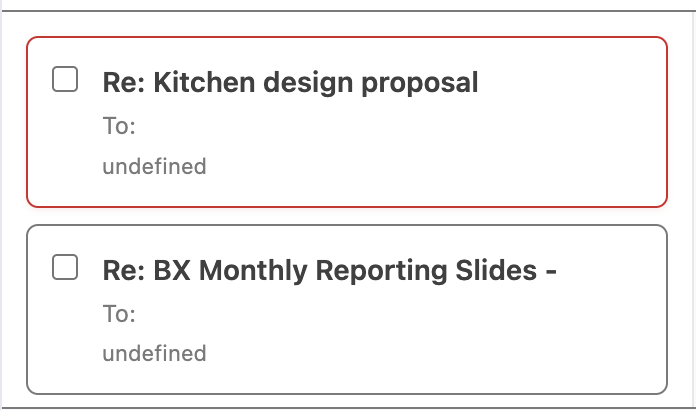 Re: Kitchen design proposal
To:
undefined
Re: BX Monthly Reporting Slides -
To:
undefined